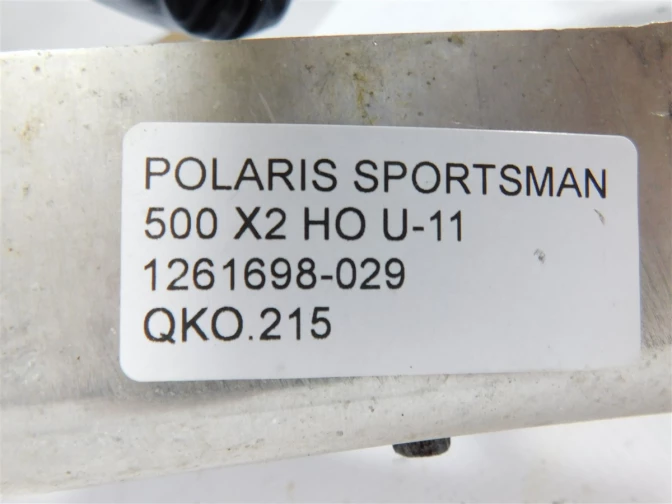 POLARIS SPORTSMAN
500 X2 HO U-11
1261698-029
QKO.215